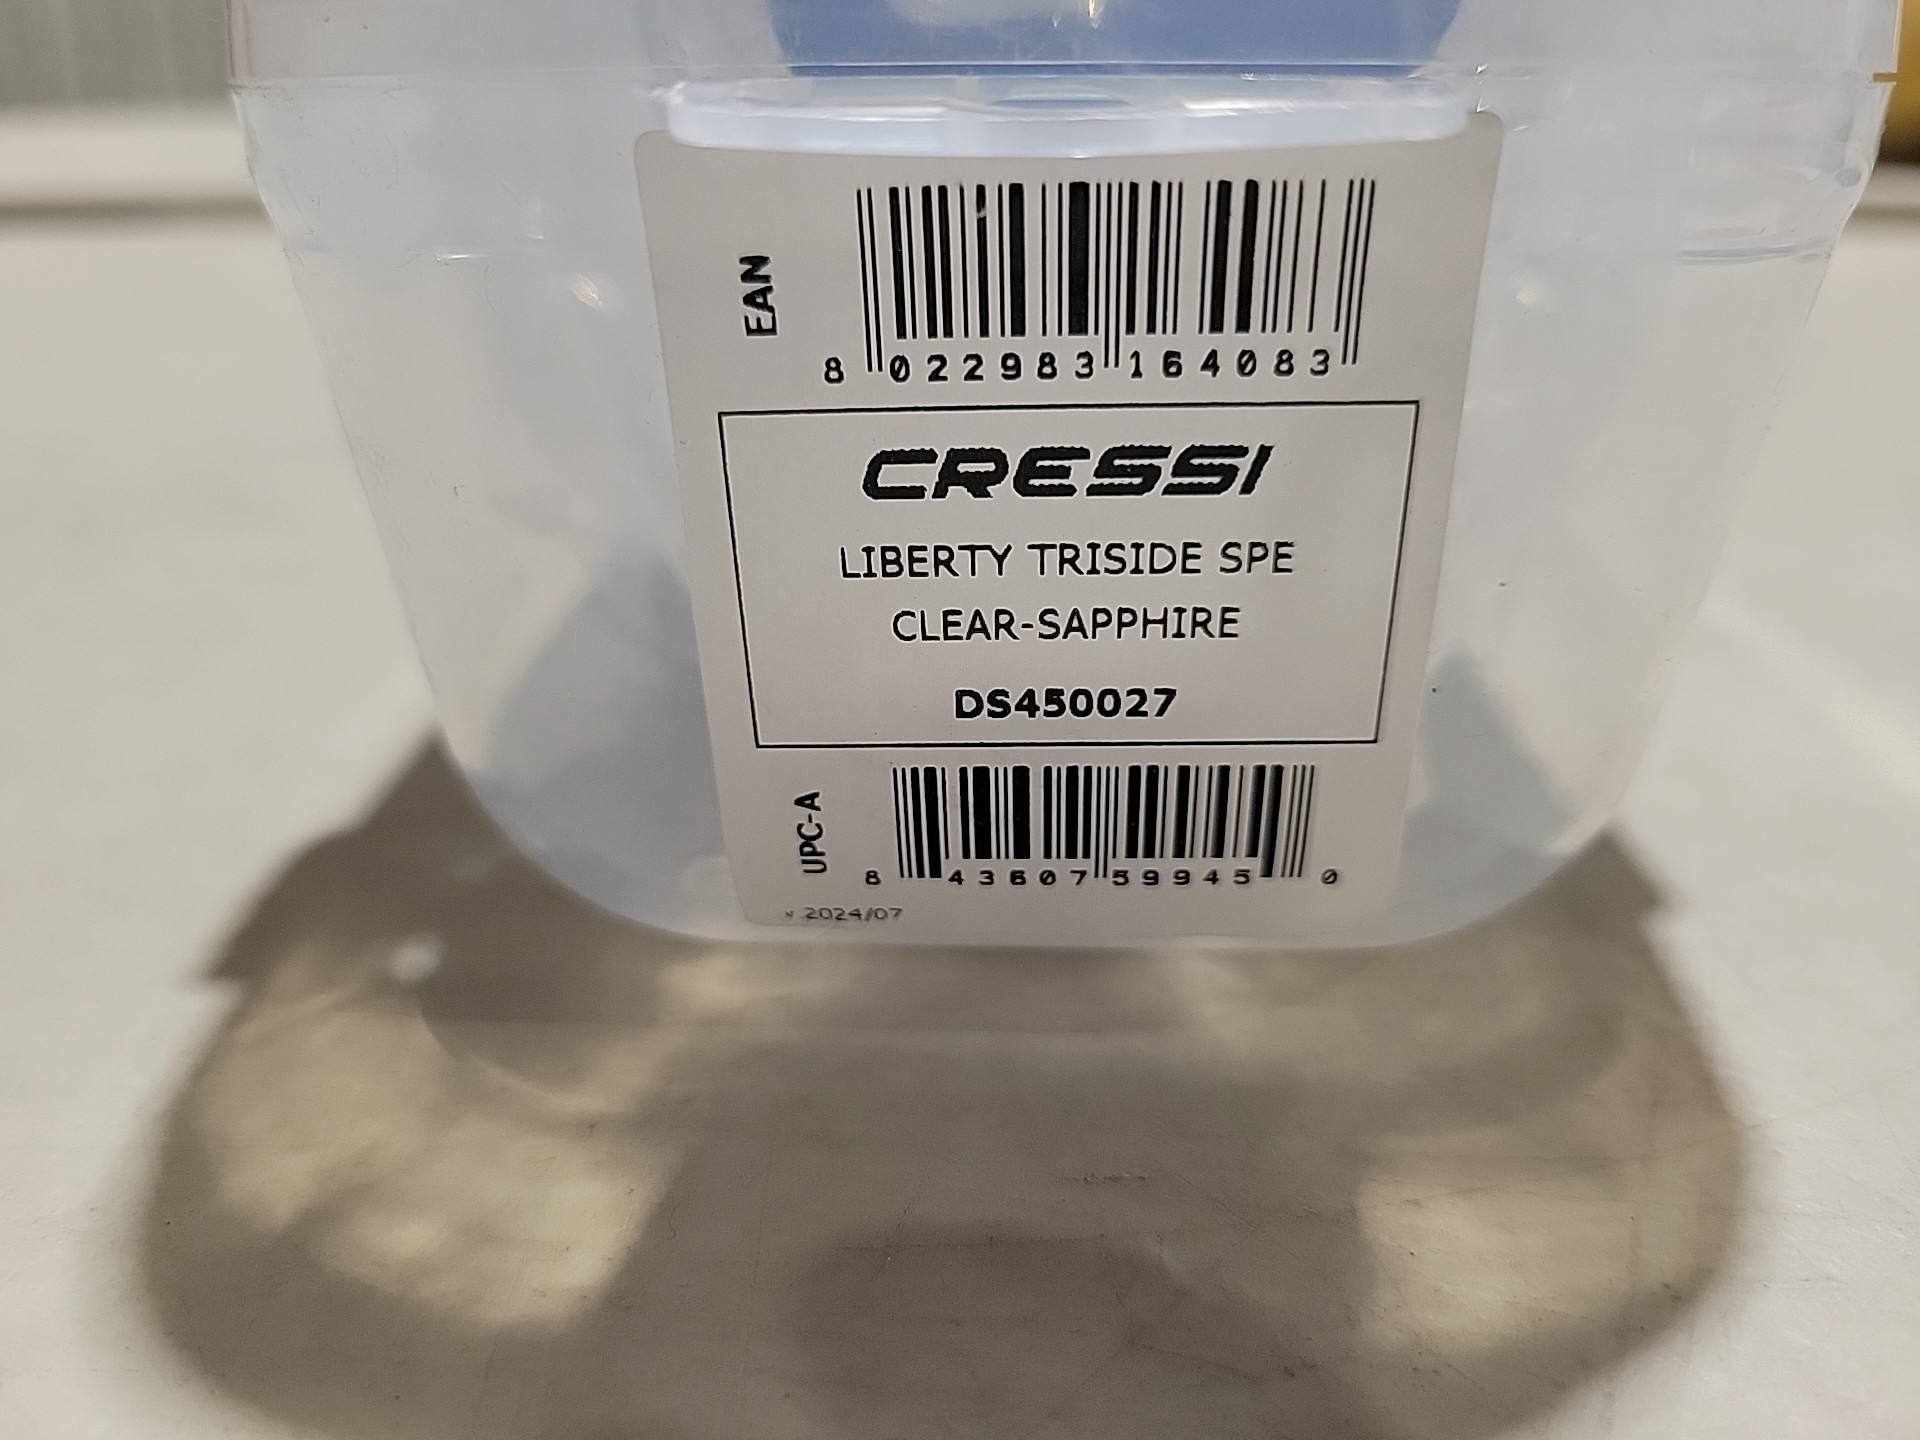 EAN
8 022983 164083
CRESSI
LIBERTY TRISIDE SPE
CLEAR-SAPPHIRE
DS450027
UPC-A
8 43607 59945 0
2024/07